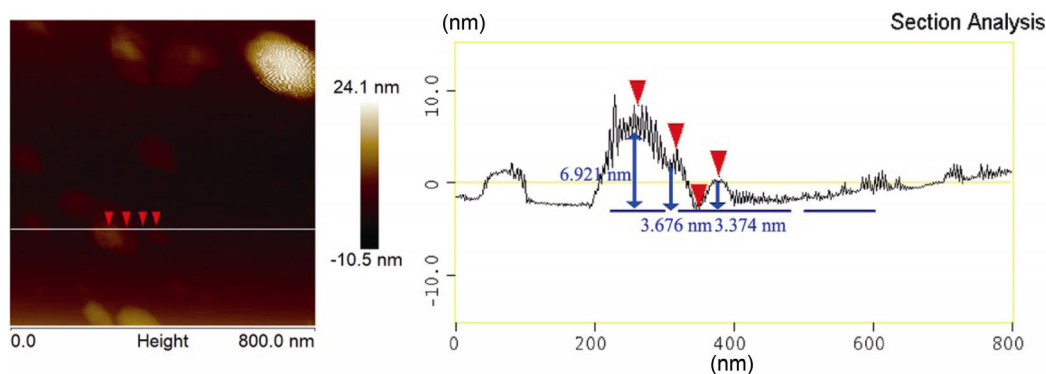 24.1 nm
-10.5 nm
0.0 Height 800.0 nm
(nm)
Section Analysis
10.0
0
-10.0
6.921 nm
3.676 nm 3.374 nm
0 200 400 600 800
(nm)